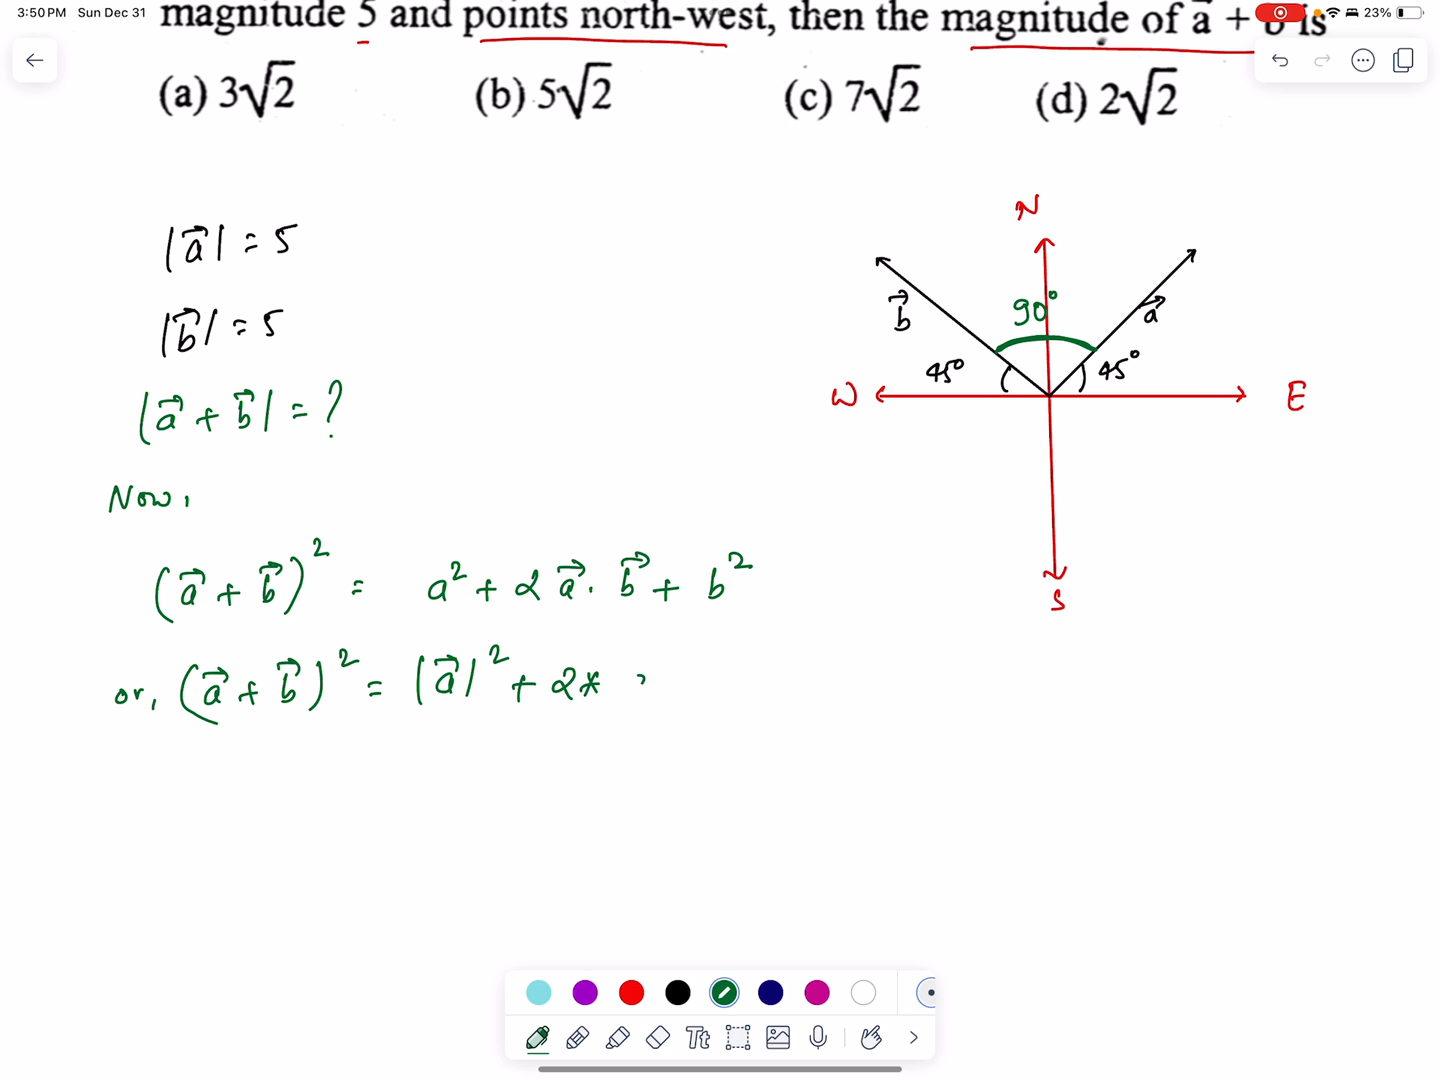 3:50 PM Sun Dec 31
23%
magnitude 5 and points north-west, then the magnitude of a⃗ + b⃗ is
(a) 3√2 (b) 5√2 (c) 7√2 (d) 2√2
|a⃗| = 5
|b⃗| = 5
|a⃗ + b⃗| = ?
Now,
(a⃗ + b⃗)² = a² + 2 a⃗ . b⃗ + b²
or, (a⃗ + b⃗)² = |a⃗|² + 2*
N
b⃗
90°
a⃗
45°
45°
W
E
S
Tt